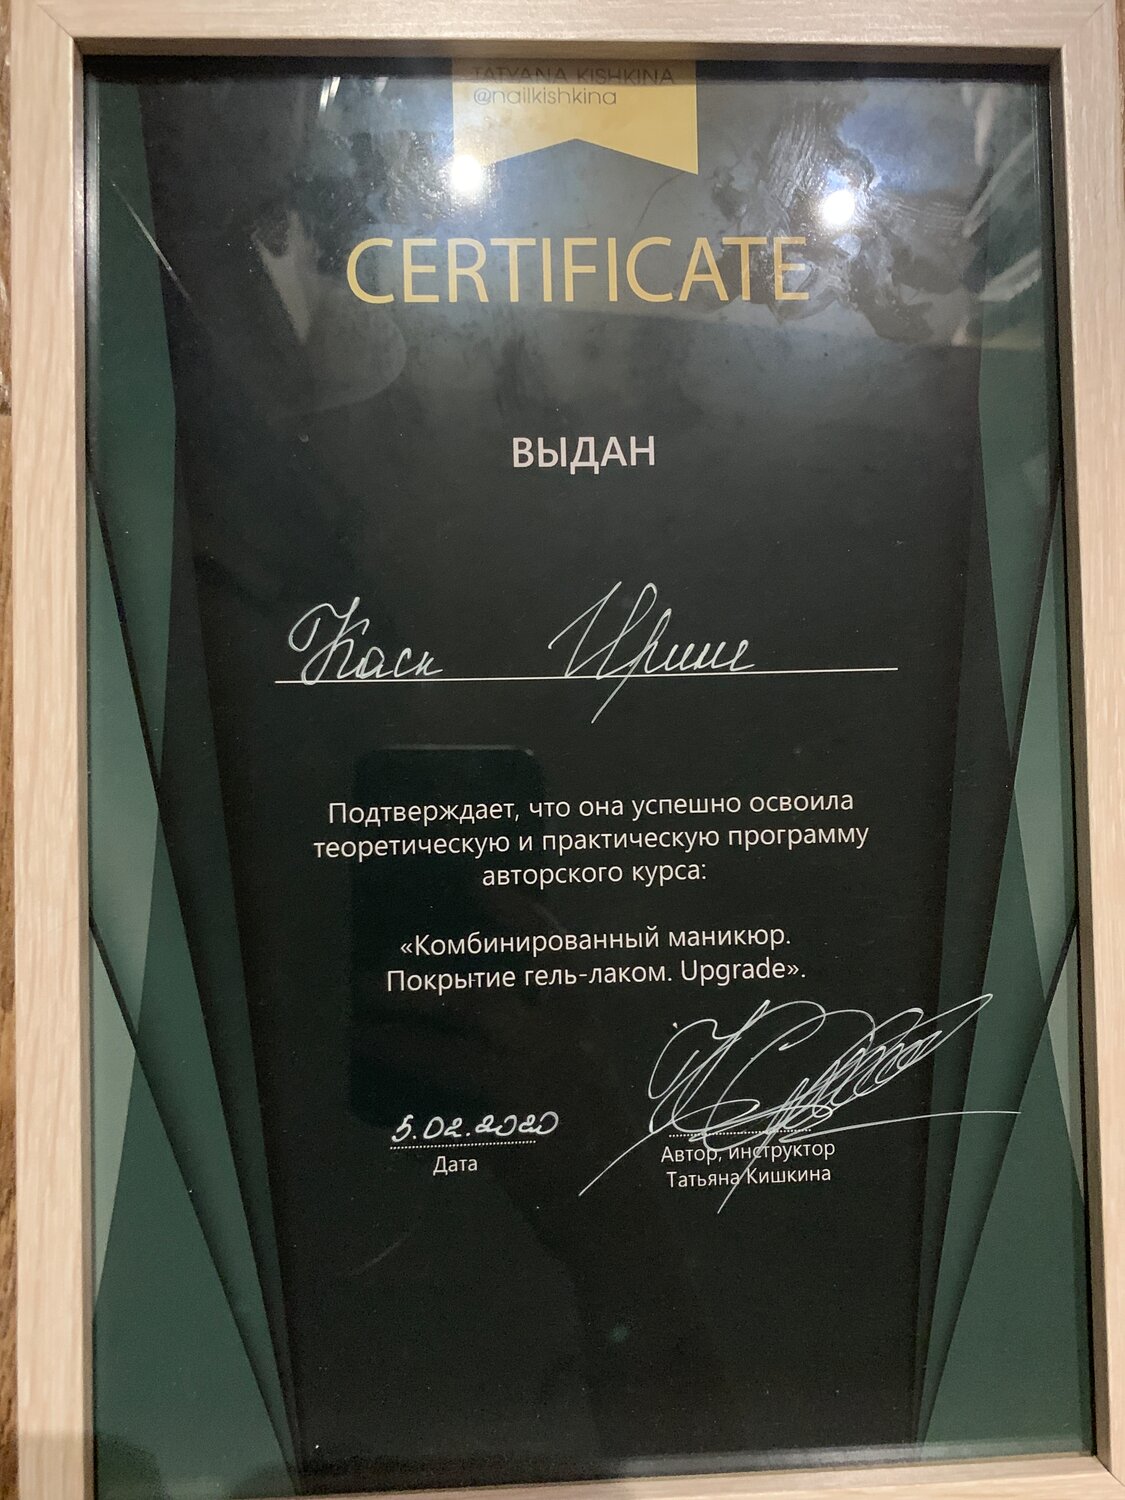 TATYANA KISHKINA
@nailkishkina
CERTIFICATE
ВЫДАН
Каск Ирине
Подтверждает, что она успешно освоила
теоретическую и практическую программу
авторского курса:
«Комбинированный маникюр.
Покрытие гель-лаком. Upgrade».
5.02.2020
Дата
Автор, инструктор
Татьяна Кишкина